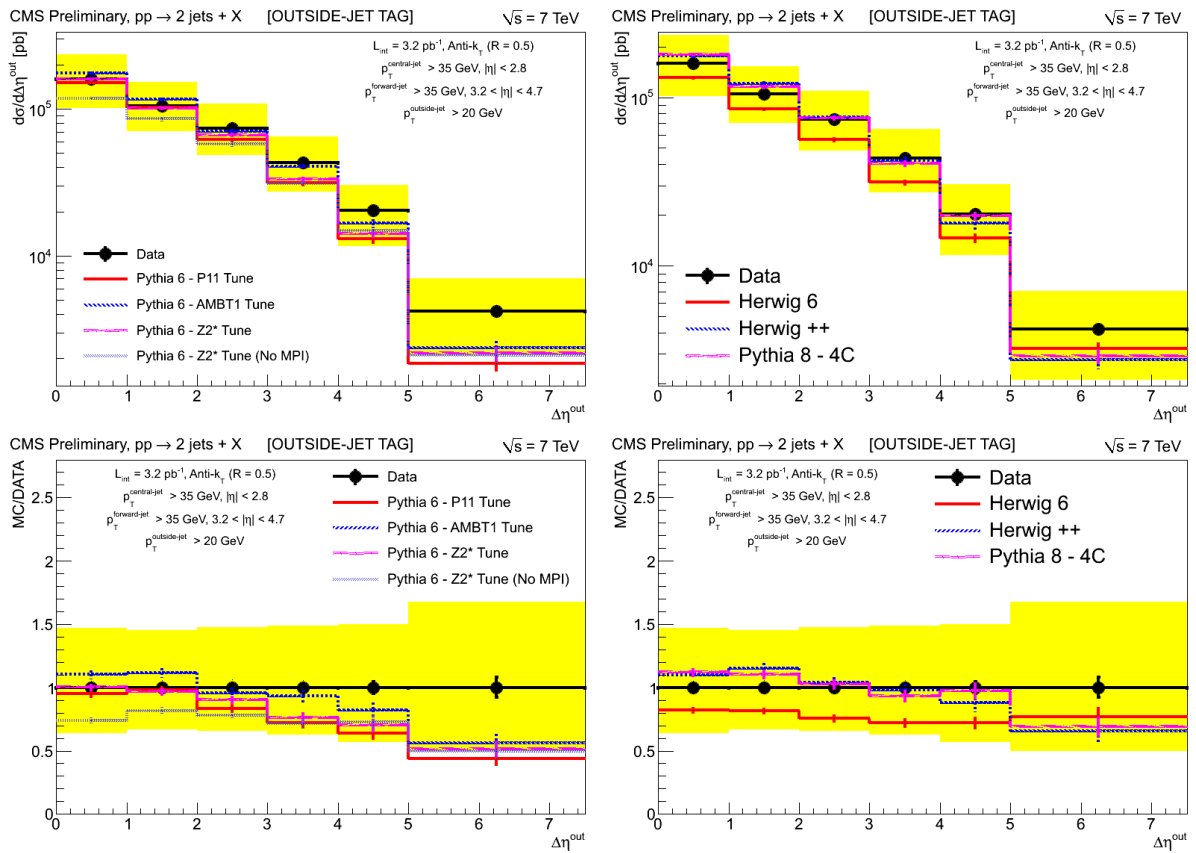 CMS Preliminary, pp → 2 jets + X [OUTSIDE-JET TAG] √s = 7 TeV
dσ/dΔη^out [pb]
L_int = 3.2 pb⁻¹, Anti-k_T (R = 0.5)
p_T^central-jet > 35 GeV, |η| < 2.8
p_T^forward-jet > 35 GeV, 3.2 < |η| < 4.7
p_T^outside-jet > 20 GeV
10⁵
10⁴
Data
Pythia 6 - P11 Tune
Pythia 6 - AMBT1 Tune
Pythia 6 - Z2* Tune
Pythia 6 - Z2* Tune (No MPI)
0 1 2 3 4 5 6 7
Δη^out
CMS Preliminary, pp → 2 jets + X [OUTSIDE-JET TAG] √s = 7 TeV
dσ/dΔη^out [pb]
L_int = 3.2 pb⁻¹, Anti-k_T (R = 0.5)
p_T^central-jet > 35 GeV, |η| < 2.8
p_T^forward-jet > 35 GeV, 3.2 < |η| < 4.7
p_T^outside-jet > 20 GeV
10⁵
10⁴
Data
Herwig 6
Herwig ++
Pythia 8 - 4C
0 1 2 3 4 5 6 7
Δη^out
CMS Preliminary, pp → 2 jets + X [OUTSIDE-JET TAG] √s = 7 TeV
MC/DATA
L_int = 3.2 pb⁻¹, Anti-k_T (R = 0.5)
p_T^central-jet > 35 GeV, |η| < 2.8
p_T^forward-jet > 35 GeV, 3.2 < |η| < 4.7
p_T^outside-jet > 20 GeV
Data
Pythia 6 - P11 Tune
Pythia 6 - AMBT1 Tune
Pythia 6 - Z2* Tune
Pythia 6 - Z2* Tune (No MPI)
2.5
2
1.5
1
0.5
0
0 1 2 3 4 5 6 7
Δη^out
CMS Preliminary, pp → 2 jets + X [OUTSIDE-JET TAG] √s = 7 TeV
MC/DATA
L_int = 3.2 pb⁻¹, Anti-k_T (R = 0.5)
p_T^central-jet > 35 GeV, |η| < 2.8
p_T^forward-jet > 35 GeV, 3.2 < |η| < 4.7
p_T^outside-jet > 20 GeV
Data
Herwig 6
Herwig ++
Pythia 8 - 4C
2.5
2
1.5
1
0.5
0
0 1 2 3 4 5 6 7
Δη^out